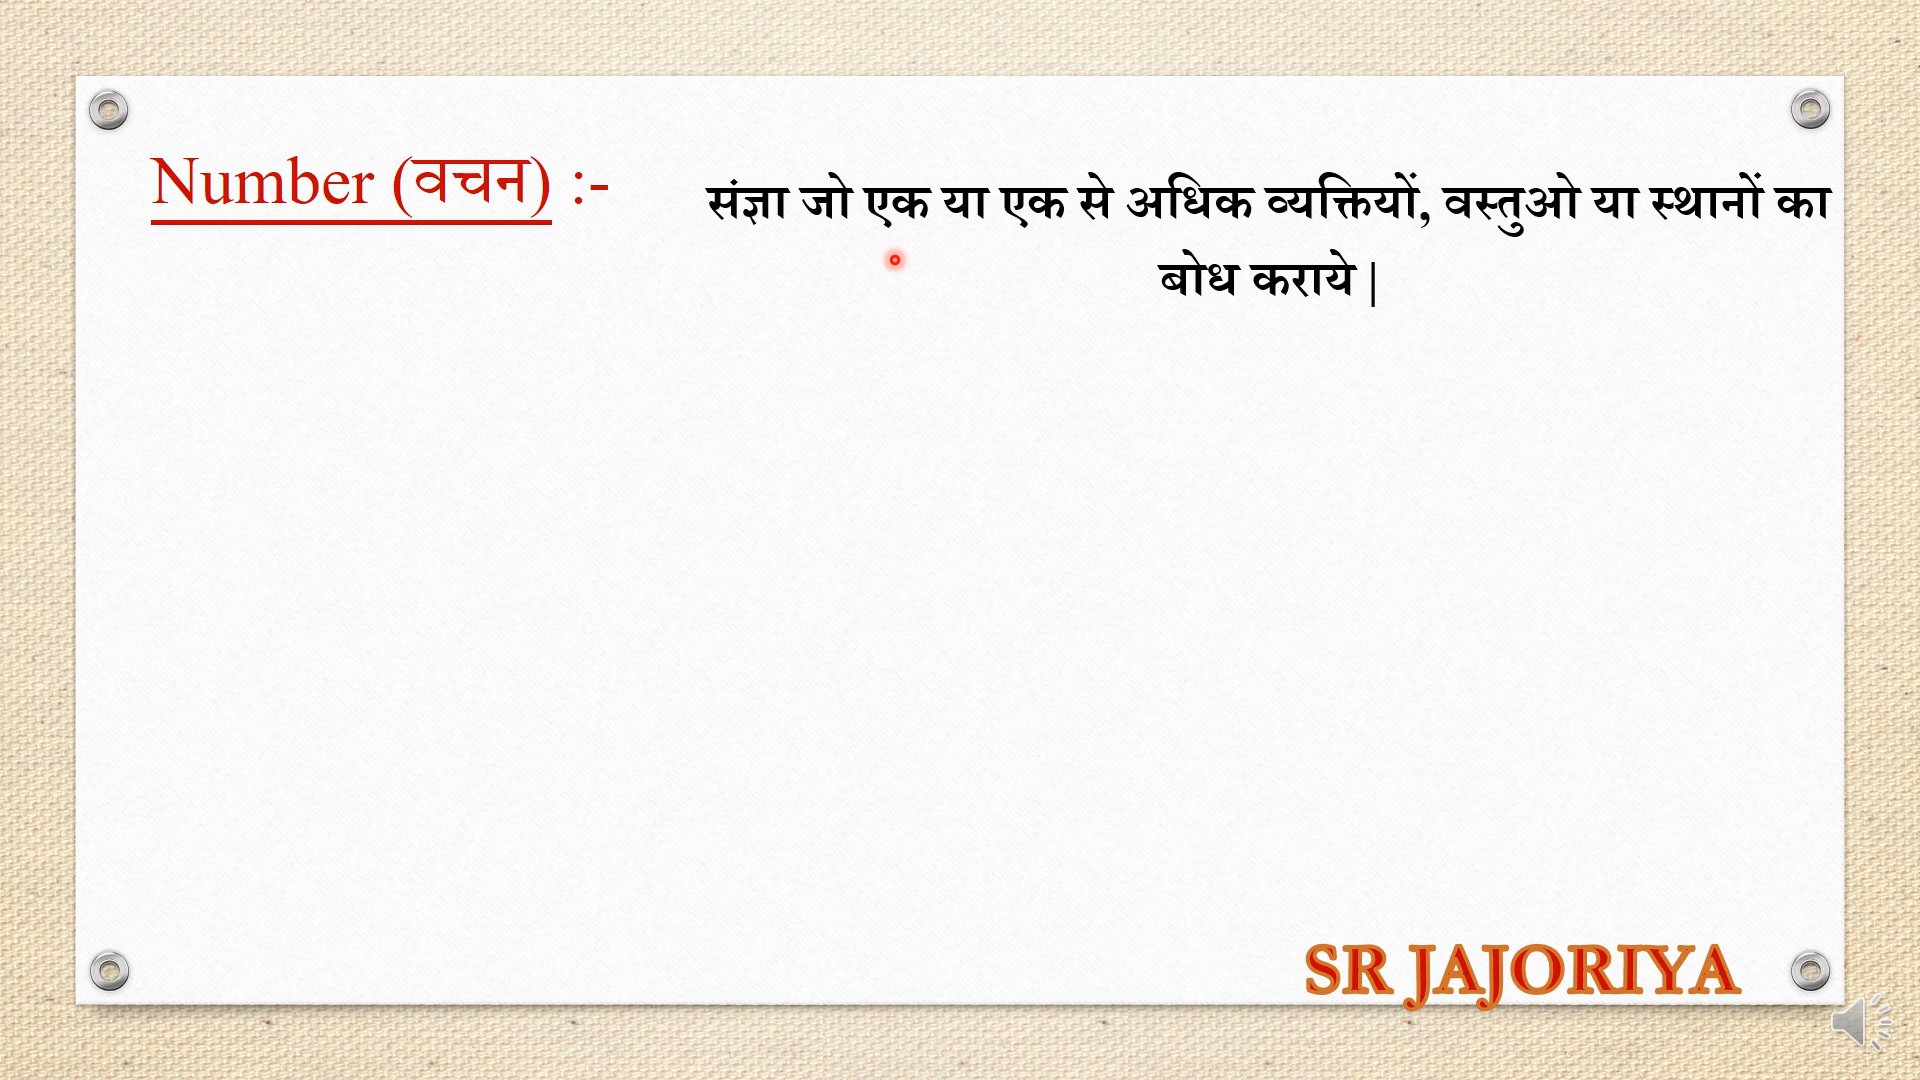 Number (वचन) :-
संज्ञा जो एक या एक से अधिक व्यक्तियों, वस्तुओ या स्थानों का
बोध कराये |
SR JAJORIYA